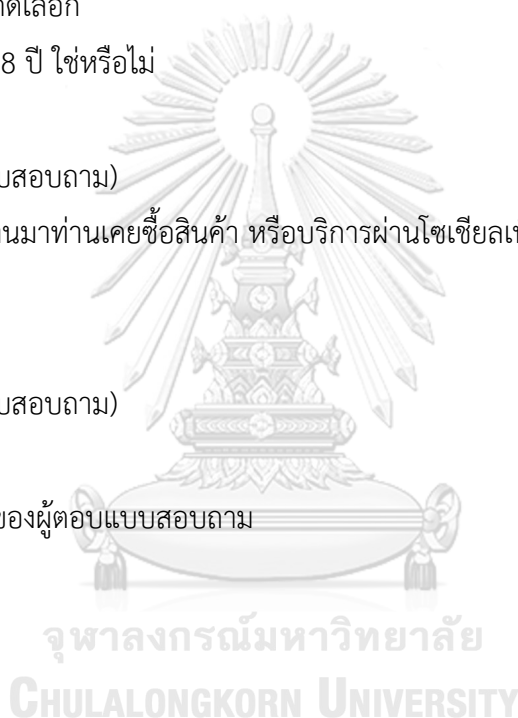 ดเลือก
8 ปี ใช่หรือไม่
บสอบถาม)
นมาท่านเคยซื้อสินค้า หรือบริการผ่านโซเชียลเ
บสอบถาม)
ของผู้ตอบแบบสอบถาม
จุฬาลงกรณ์มหาวิทยาลัย
CHULALONGKORN UNIVERSITY